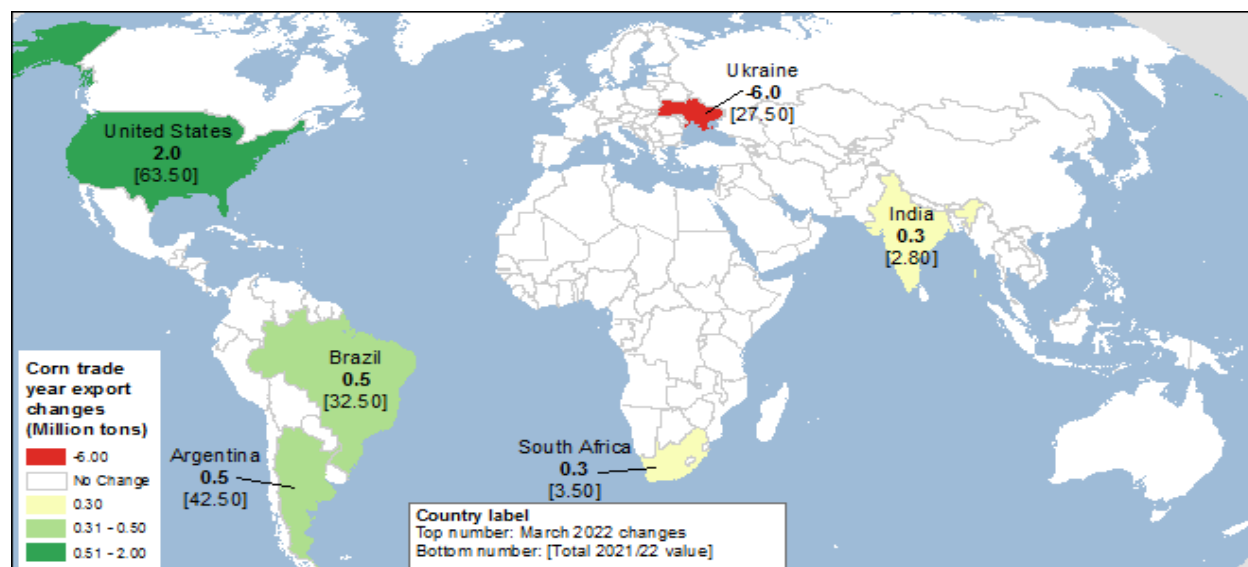 Ukraine
-6.0
[27.50]
United States
2.0
[63.50]
India
0.3
[2.80]
Brazil
0.5
[32.50]
Argentina
0.5
[42.50]
South Africa
0.3
[3.50]
Corn trade
year export
changes
(Million tons)
-6.00
No Change
0.30
0.31 - 0.50
0.51 - 2.00
Country label
Top number: March 2022 changes
Bottom number: [Total 2021/22 value]